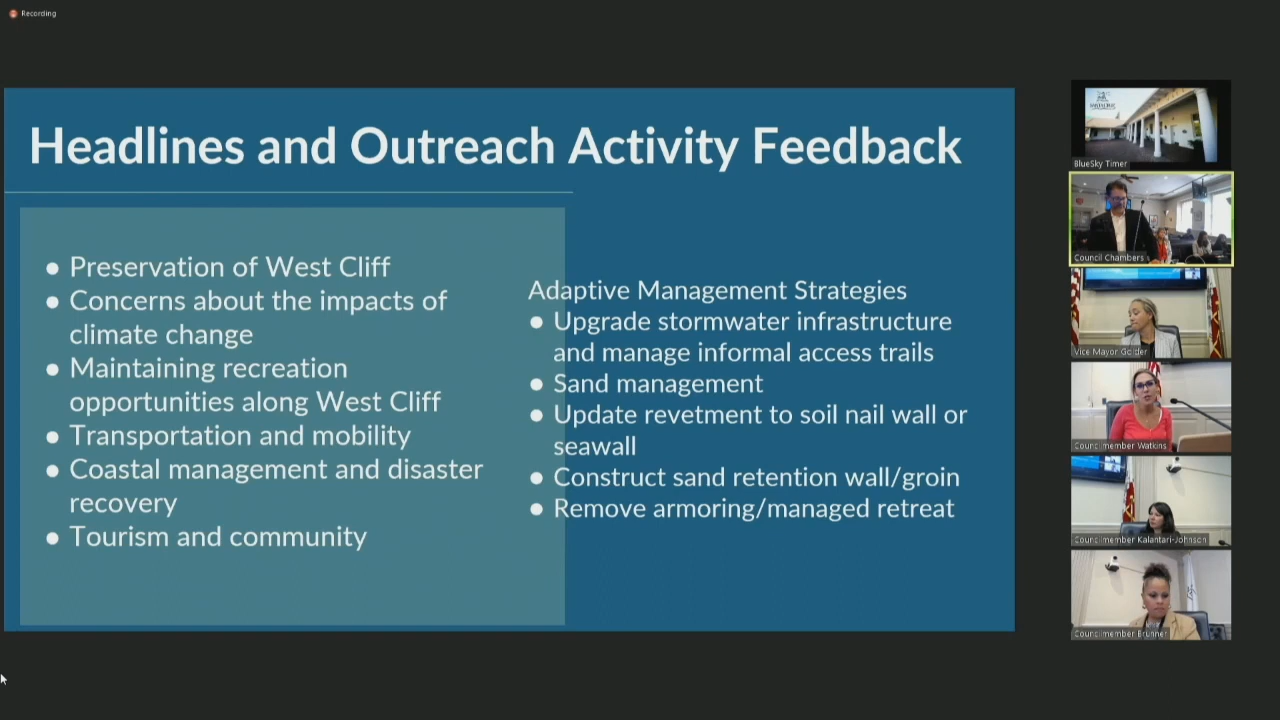 Recording
Headlines and Outreach Activity Feedback
● Preservation of West Cliff
● Concerns about the impacts of
climate change
● Maintaining recreation
opportunities along West Cliff
● Transportation and mobility
● Coastal management and disaster
recovery
● Tourism and community
Adaptive Management Strategies
● Upgrade stormwater infrastructure
and manage informal access trails
● Sand management
● Update revetment to soil nail wall or
seawall
● Construct sand retention wall/groin
● Remove armoring/managed retreat
BlueSky Timer
Council Chambers
Vice Mayor Golder
Councilmember Watkins
Councilmember Kalantari-Johnson
Councilmember Brunner